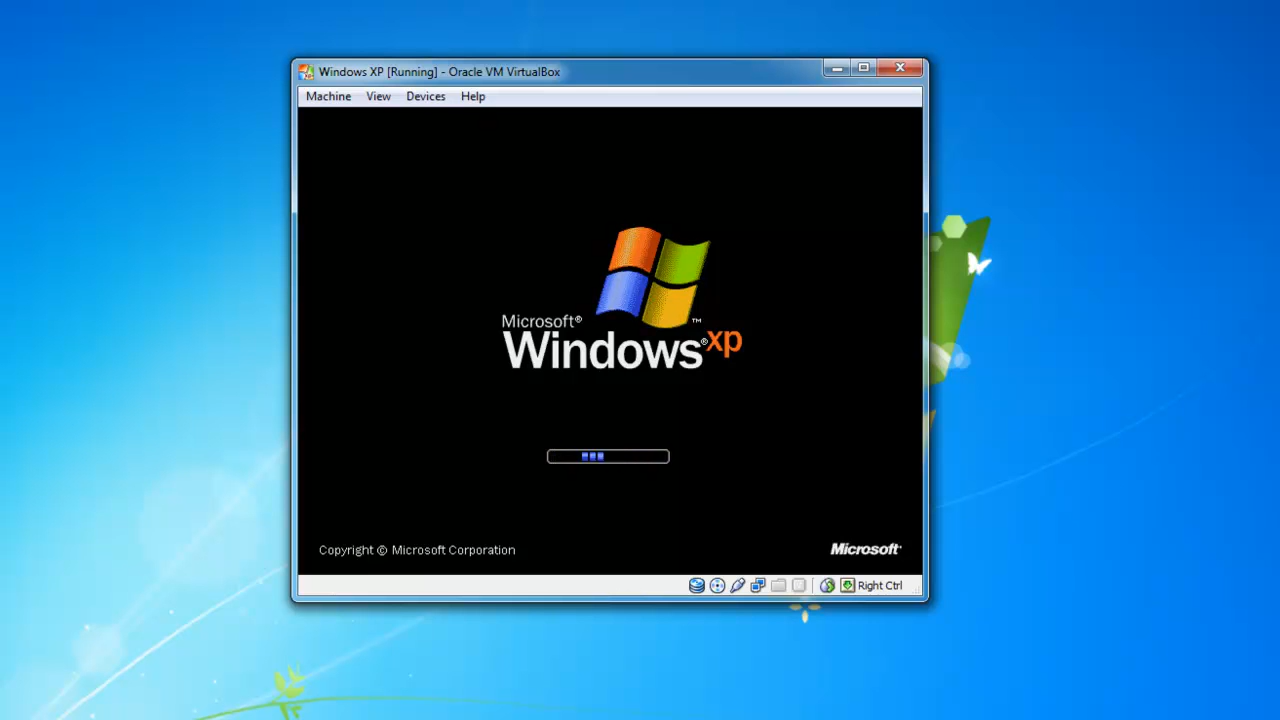 Windows XP [Running] - Oracle VM VirtualBox
Machine View Devices Help
Microsoft®
Windows® xp ™
Copyright © Microsoft Corporation
Microsoft®
Right Ctrl